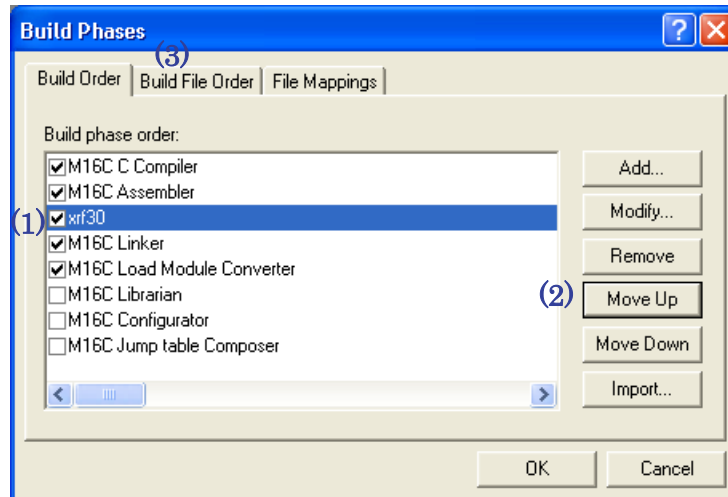 Build Phases
(3)
Build Order Build File Order File Mappings
Build phase order:
M16C C Compiler
M16C Assembler
(1) xrf30
M16C Linker
M16C Load Module Converter
M16C Librarian
M16C Configurator
M16C Jump table Composer
Add...
Modify...
Remove
(2) Move Up
Move Down
Import...
OK Cancel